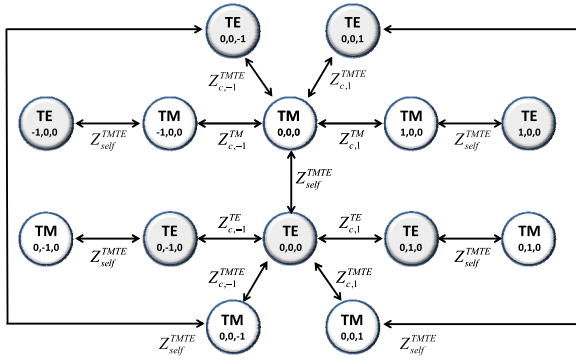 TE
0,0,-1
TE
0,0,1
Z_{c,-1}^{TMTE}
Z_{c,1}^{TMTE}
TE
-1,0,0
Z_{self}^{TMTE}
TM
-1,0,0
Z_{c,-1}^{TM}
TM
0,0,0
Z_{c,1}^{TM}
TM
1,0,0
Z_{self}^{TMTE}
TE
1,0,0
Z_{self}^{TMTE}
TM
0,-1,0
Z_{self}^{TMTE}
TE
0,-1,0
Z_{c,-1}^{TE}
TE
0,0,0
Z_{c,1}^{TE}
TE
0,1,0
Z_{self}^{TMTE}
TM
0,1,0
Z_{c,-1}^{TMTE}
Z_{c,1}^{TMTE}
TM
0,0,-1
TM
0,0,1
Z_{self}^{TMTE}
Z_{self}^{TMTE}